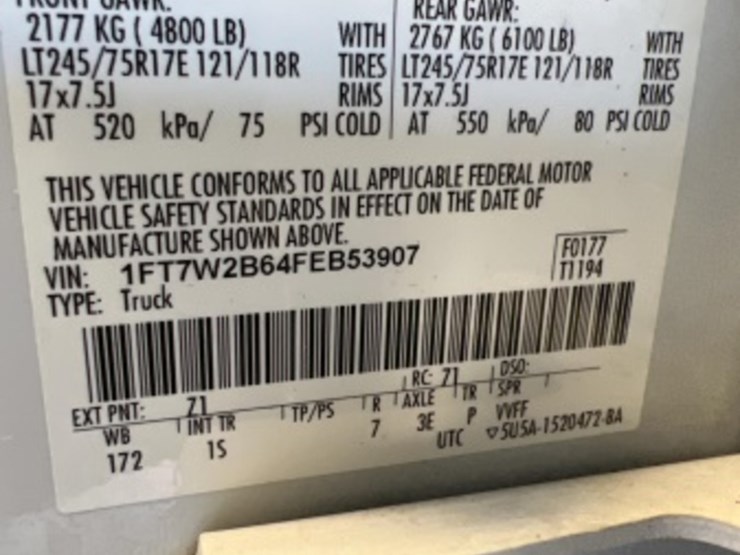 FRONT GAWR: REAR GAWR:
2177 KG ( 4800 LB) WITH 2767 KG ( 6100 LB) WITH
LT245/75R17E 121/118R TIRES LT245/75R17E 121/118R TIRES
17x7.5J RIMS 17x7.5J RIMS
AT 520 kPa/ 75 PSI COLD AT 550 kPa/ 80 PSI COLD
THIS VEHICLE CONFORMS TO ALL APPLICABLE FEDERAL MOTOR
VEHICLE SAFETY STANDARDS IN EFFECT ON THE DATE OF
MANUFACTURE SHOWN ABOVE.
VIN: 1FT7W2B64FEB53907 F0177
TYPE: Truck T1194
EXT PNT: Z1 RC: 71 DSO:
WB INT TR TP/PS R AXLE TR SPR
172 1S 7 3E P VVFF
UTC ▽5U5A-1520472-BA